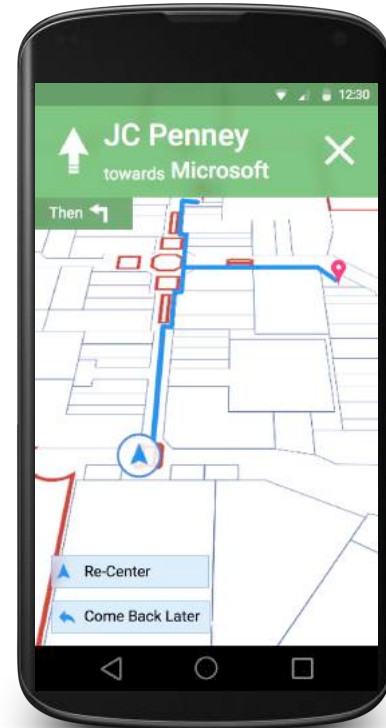 12:30
JC Penney
towards Microsoft
Then
Re-Center
Come Back Later